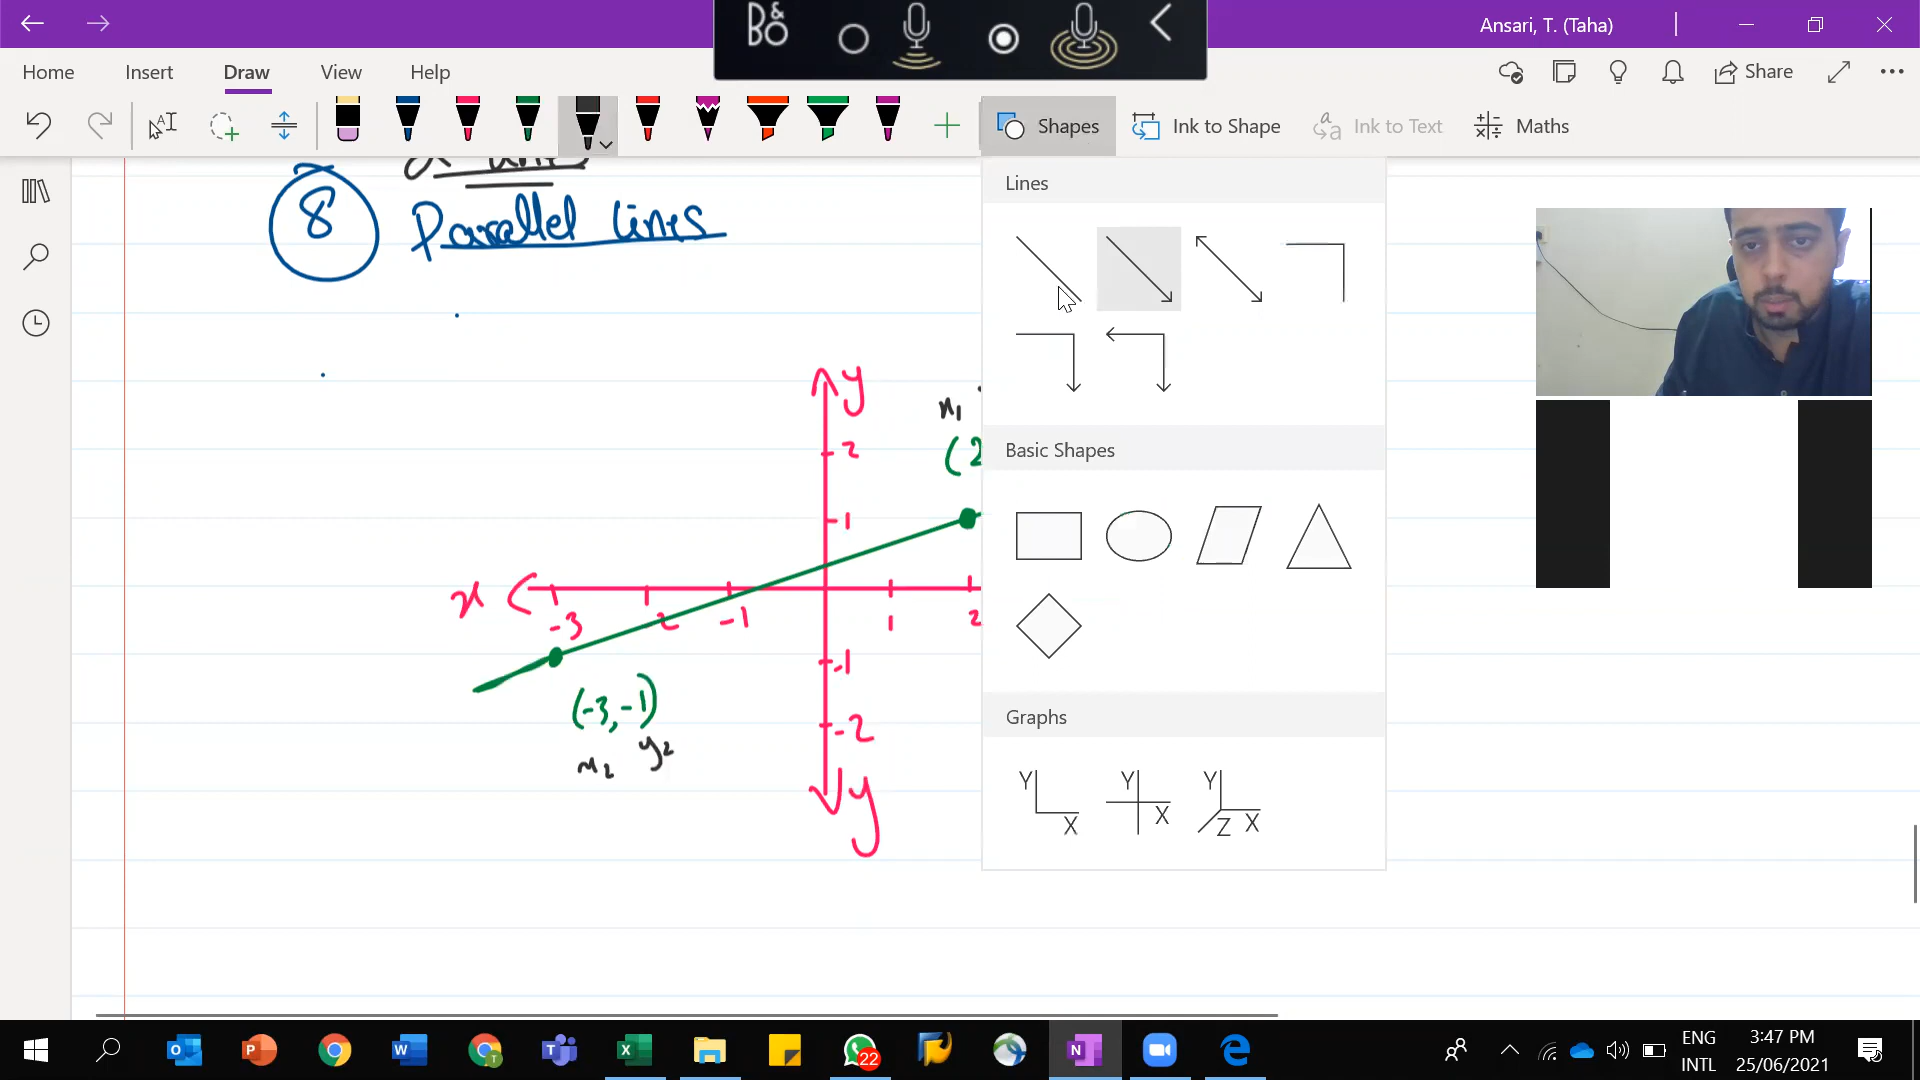 B&O
Ansari, T. (Taha)
Home Insert Draw View Help
Share
Shapes Ink to Shape Ink to Text Maths
Lines
8 Parallel lines
y
x1
(2
2
1
Basic Shapes
x -3 2 -1 1 2
-1
(-3, -1)
x2 y2
-2
y
Graphs
Y X Y X Y Z X
22
ENG
INTL
3:47 PM
25/06/2021